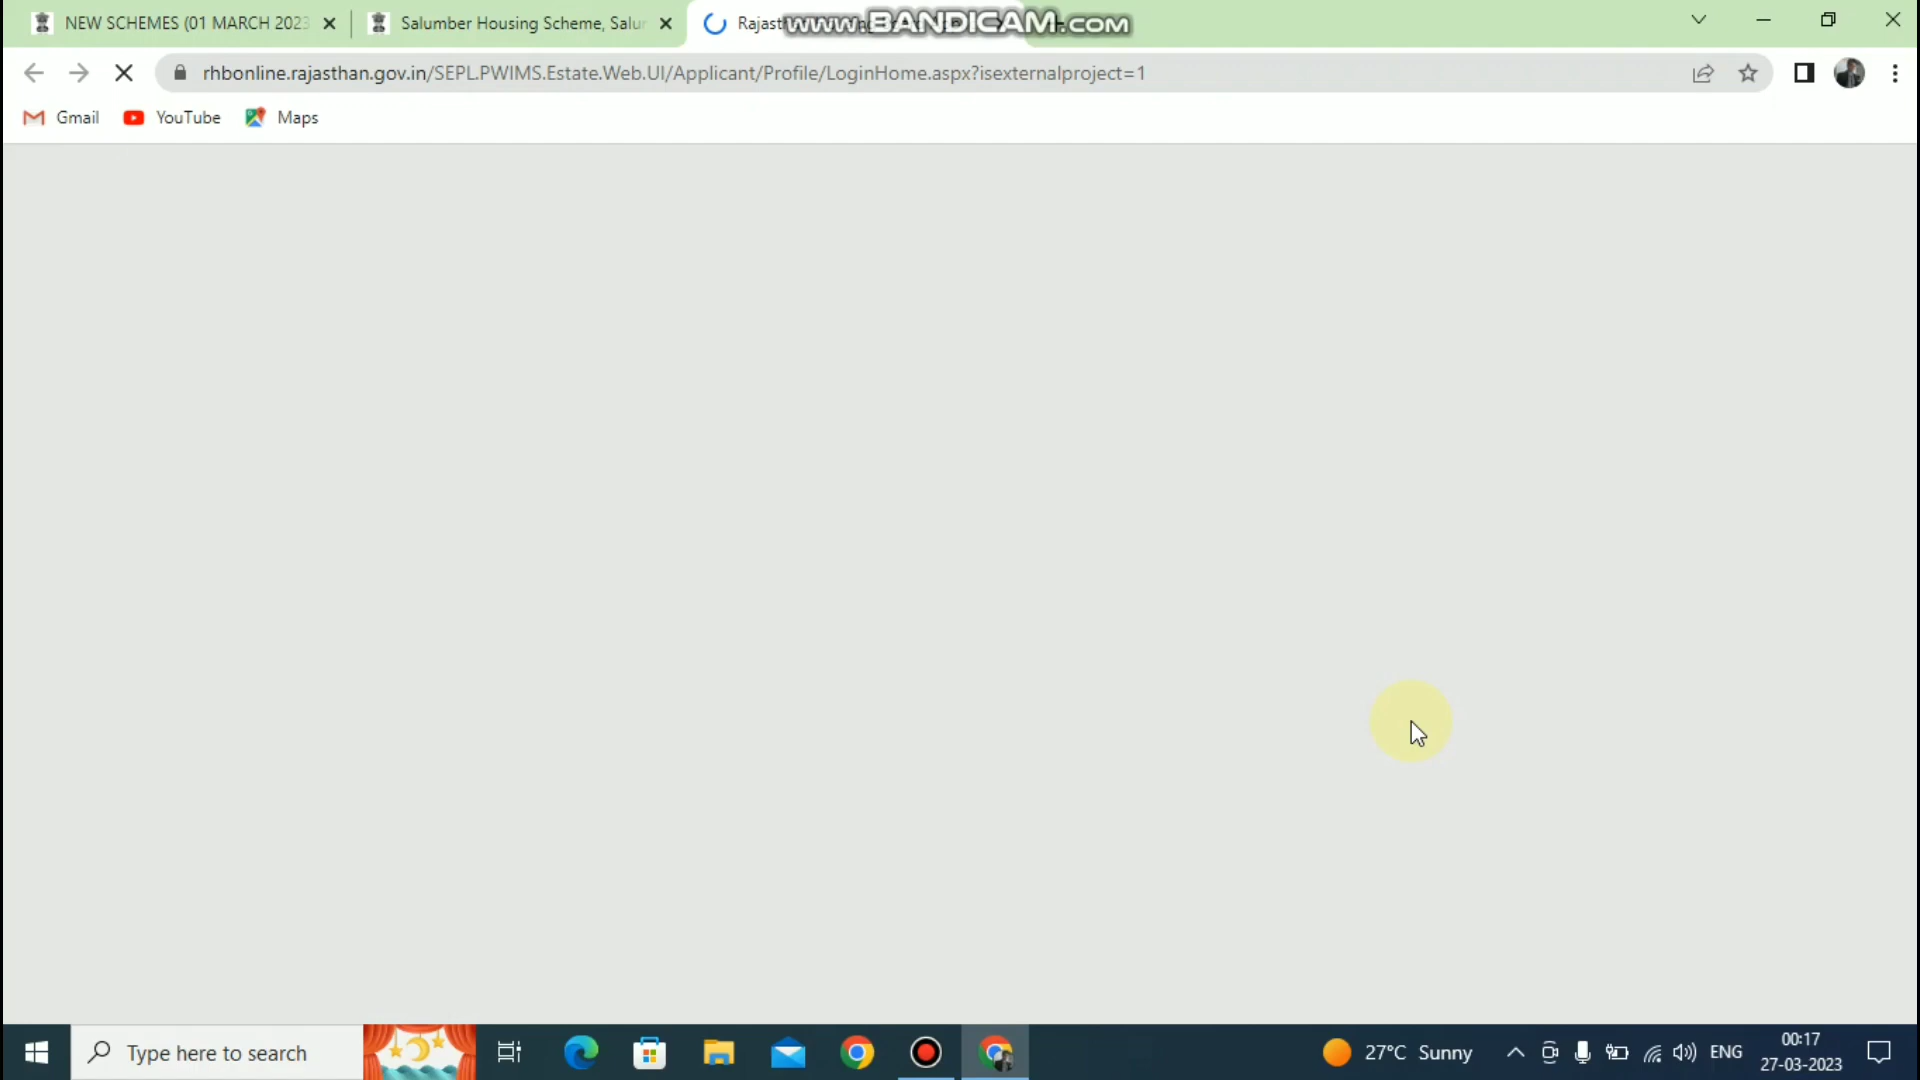 NEW SCHEMES (01 MARCH 2023
Salumber Housing Scheme, Salu
Rajast
www.BANDICAM.com
rhbonline.rajasthan.gov.in/SEPL.PWIMS.Estate.Web.UI/Applicant/Profile/LoginHome.aspx?isexternalproject=1
Gmail
YouTube
Maps
Type here to search
27°C Sunny
ENG
00:17
27-03-2023